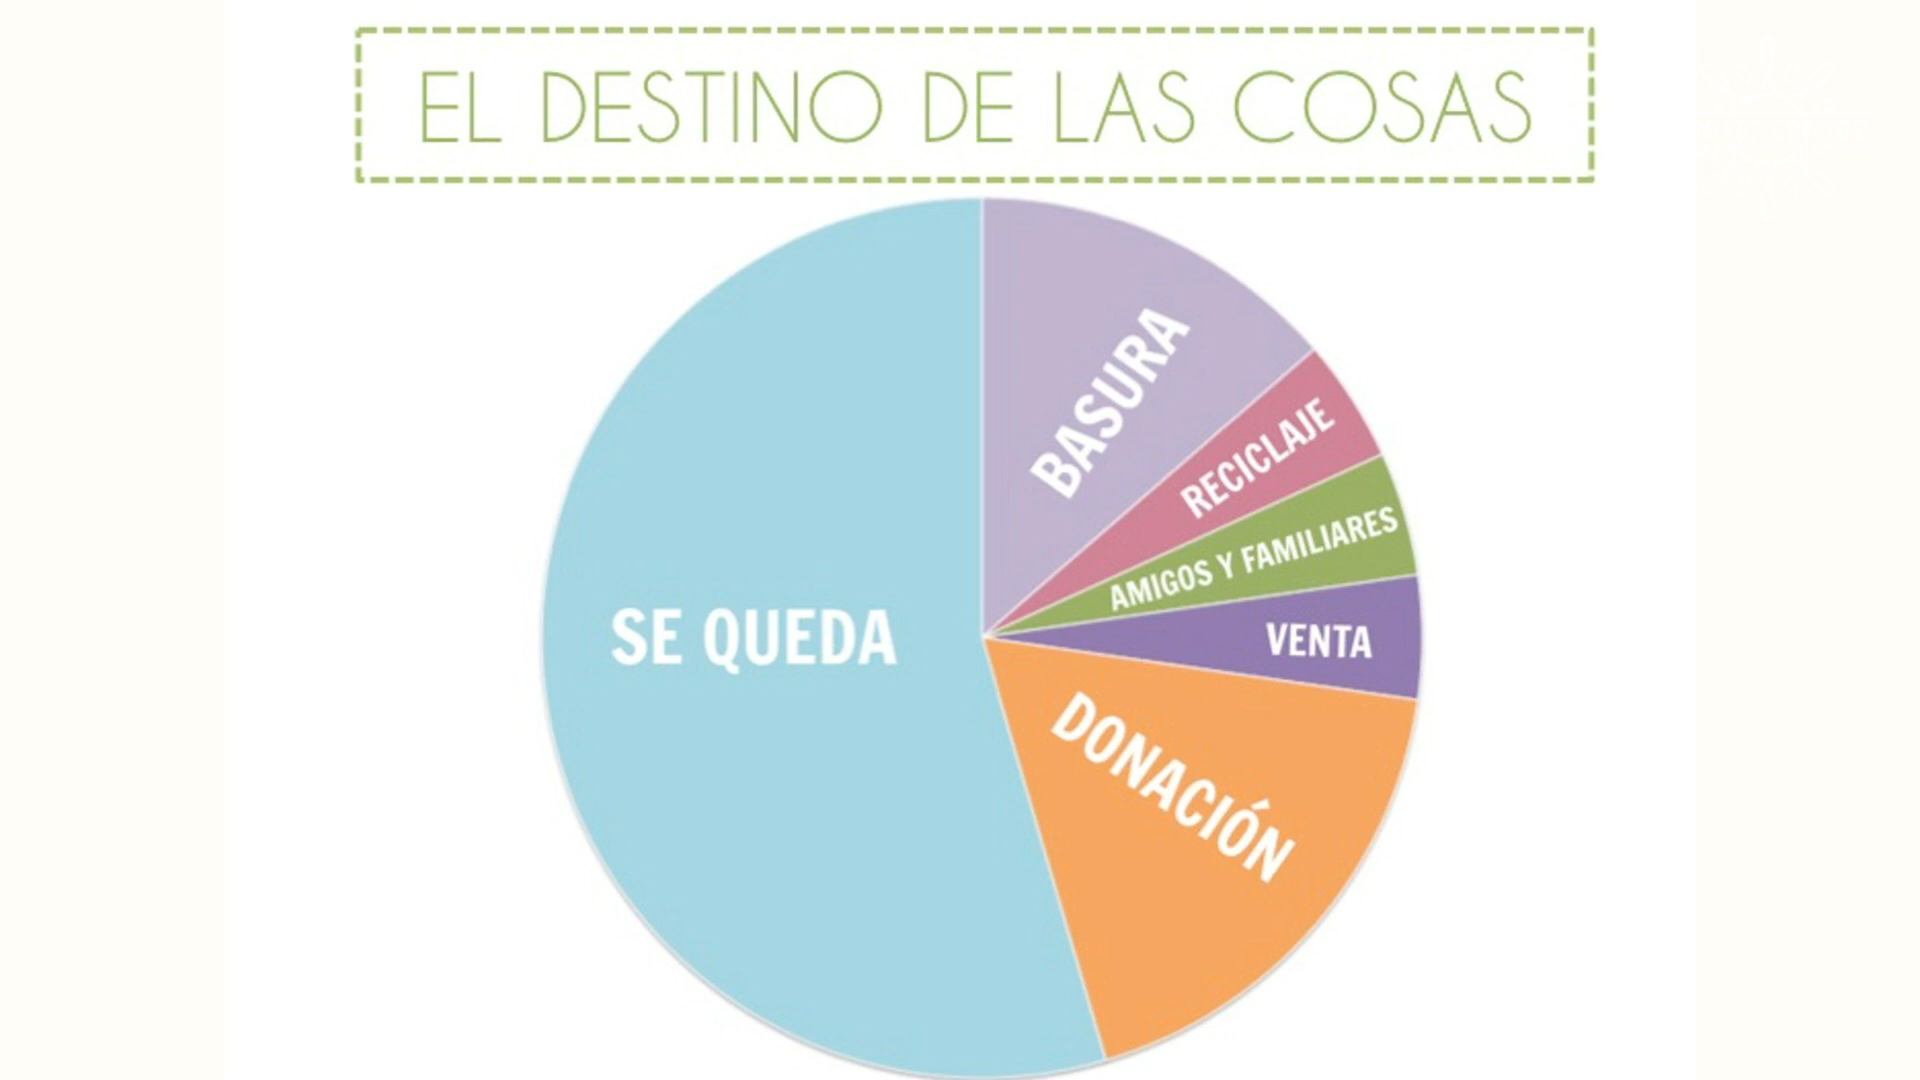 EL DESTINO DE LAS COSAS
BASURA
RECICLAJE
AMIGOS Y FAMILIARES
VENTA
DONACIÓN
SE QUEDA